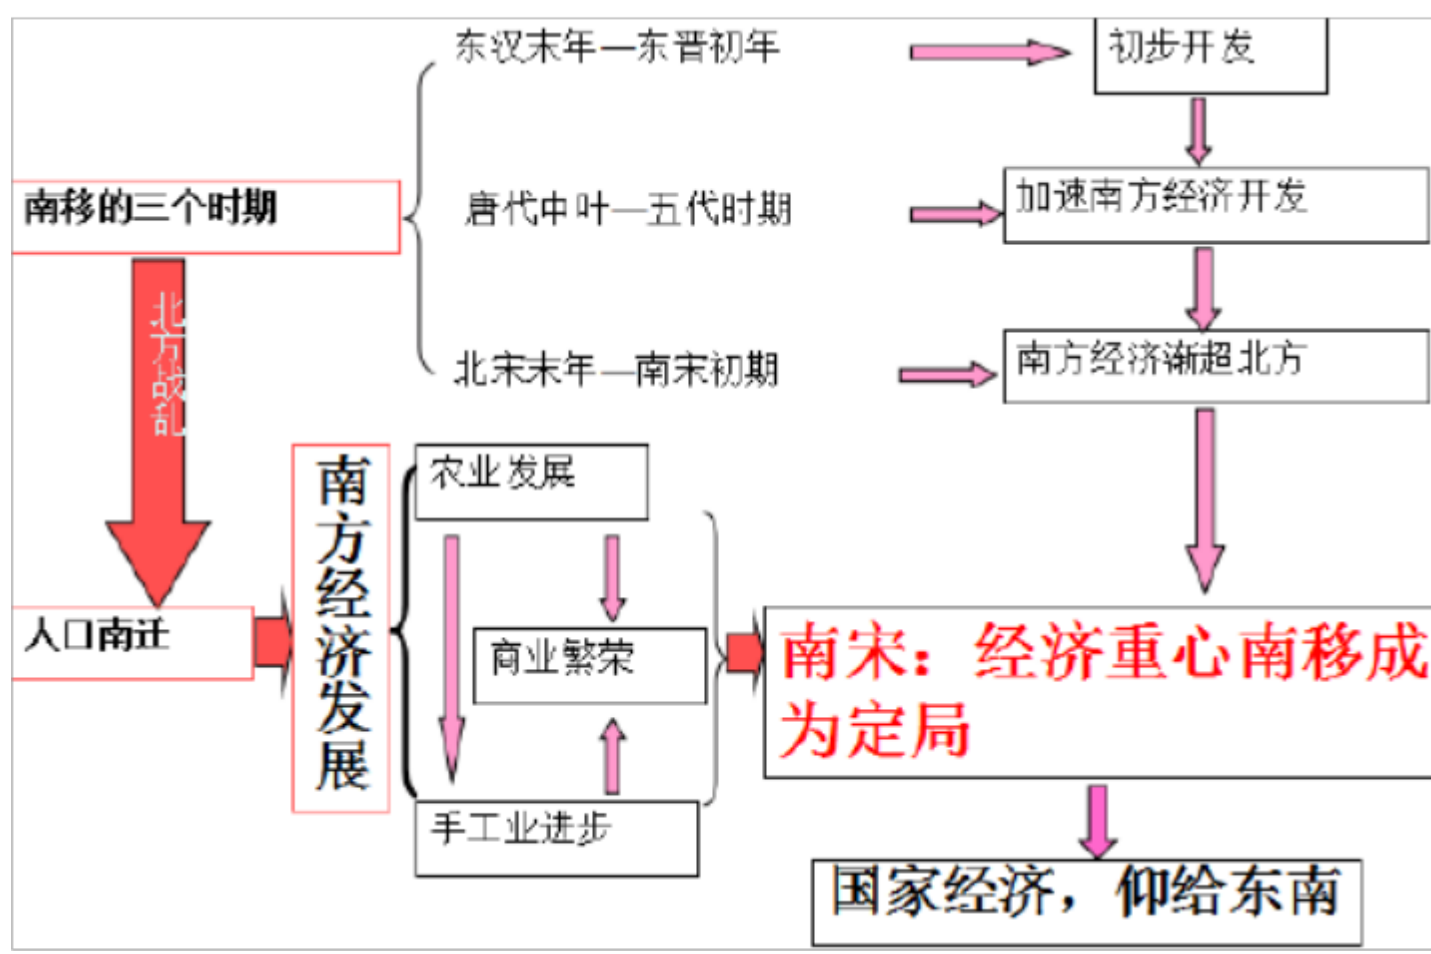 东汉末年—东晋初年
初步开发
南移的三个时期
唐代中叶—五代时期
加速南方经济开发
北方战乱
北宋末年—南宋初期
南方经济渐超北方
人口南迁
南方经济发展
农业发展
商业繁荣
手工业进步
南宋：经济重心南移成
为定局
国家经济，仰给东南